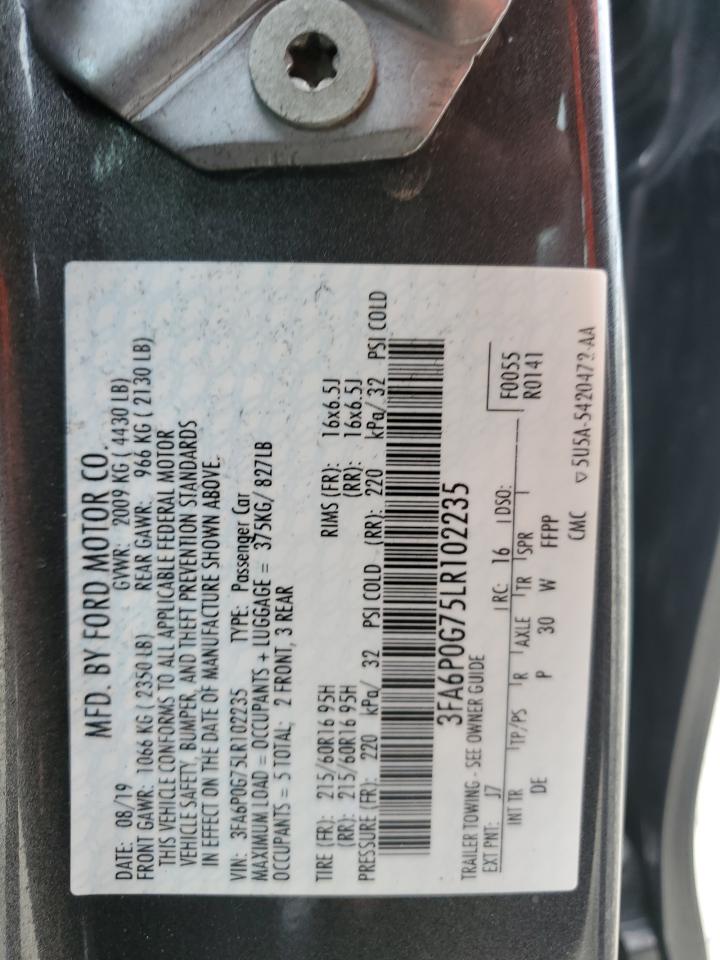 MFD. BY FORD MOTOR CO.
DATE: 08/19 GVWR: 2009 KG ( 4430 LB)
FRONT GAWR: 1066 KG ( 2350 LB) REAR GAWR: 966 KG ( 2130 LB)
THIS VEHICLE CONFORMS TO ALL APPLICABLE FEDERAL MOTOR
VEHICLE SAFETY, BUMPER, AND THEFT PREVENTION STANDARDS
IN EFFECT ON THE DATE OF MANUFACTURE SHOWN ABOVE.
VIN: 3FA6P0G75LR102235 TYPE: Passenger Car
MAXIMUM LOAD = OCCUPANTS + LUGGAGE = 375KG/ 827LB
OCCUPANTS = 5 TOTAL; 2 FRONT, 3 REAR
TIRE (FR): 215/60R16 95H RIMS (FR): 16x6.5J
(RR): 215/60R16 95H (RR): 16x6.5J
PRESSURE (FR): 220 kPa/ 32 PSI COLD (RR): 220 kPa/ 32 PSI COLD
3FA6P0G75LR102235
TRAILER TOWING - SEE OWNER GUIDE
F0055
R0141
EXT PNT: J7 RC: 16 DSO:
INT TR TP/PS R AXLE TR SPR
DE P 30 W FFPP
CMC ▽ 5U5A-5420472-AA